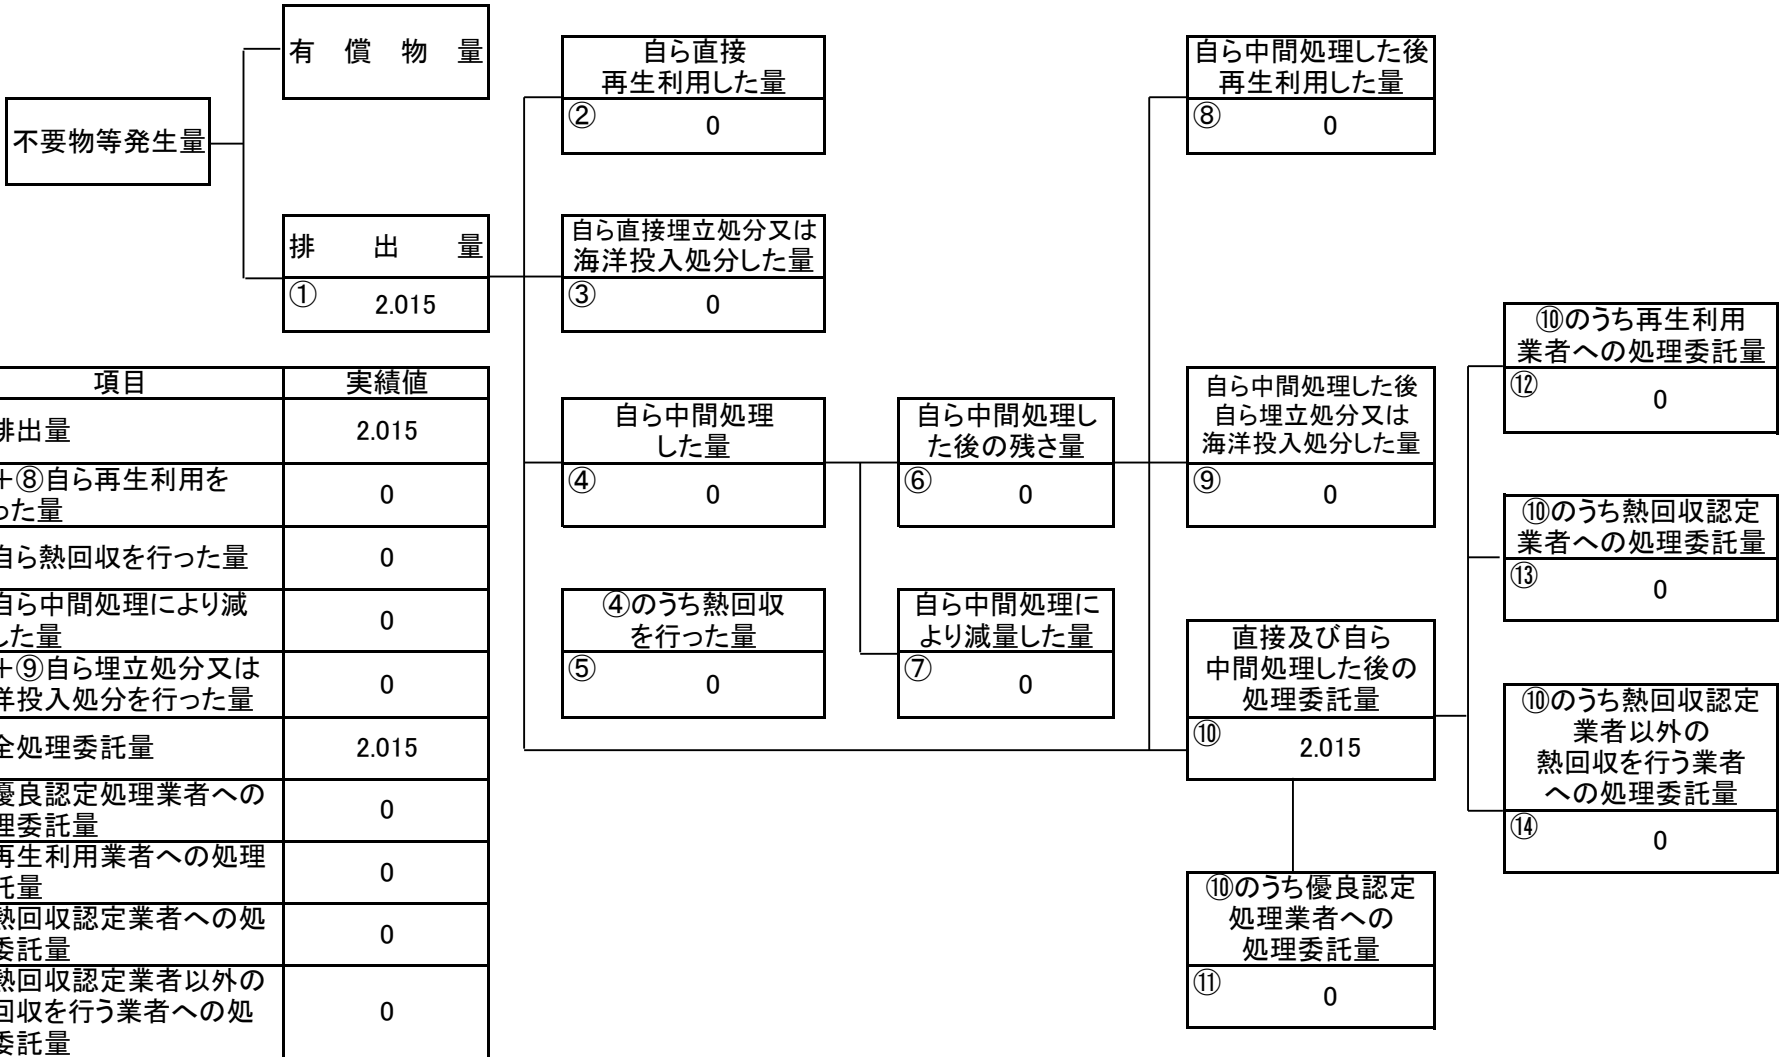 有 償 物 量
不要物等発生量
排 出 量
① 2.015
自ら直接
再生利用した量
② 0
自ら直接埋立処分又は
海洋投入処分した量
③ 0
自ら中間処理
した量
④ 0
④のうち熱回収
を行った量
⑤ 0
自ら中間処理し
た後の残さ量
⑥ 0
自ら中間処理に
より減量した量
⑦ 0
自ら中間処理した後
再生利用した量
⑧ 0
自ら中間処理した後
自ら埋立処分又は
海洋投入処分した量
⑨ 0
直接及び自ら
中間処理した後の
処理委託量
⑩ 2.015
⑩のうち優良認定
処理業者への
処理委託量
⑪ 0
⑩のうち再生利用
業者への処理委託量
⑫ 0
⑩のうち熱回収認定
業者への処理委託量
⑬ 0
⑩のうち熱回収認定
業者以外の
熱回収を行う業者
への処理委託量
⑭ 0
項目 実績値
排出量 2.015
+⑧自ら再生利用を
った量 0
自ら熱回収を行った量 0
自ら中間処理により減
した量 0
+⑨自ら埋立処分又は
洋投入処分を行った量 0
全処理委託量 2.015
優良認定処理業者への
理委託量 0
再生利用業者への処理
託量 0
熱回収認定業者への処
委託量 0
熱回収認定業者以外の
回収を行う業者への処
委託量 0